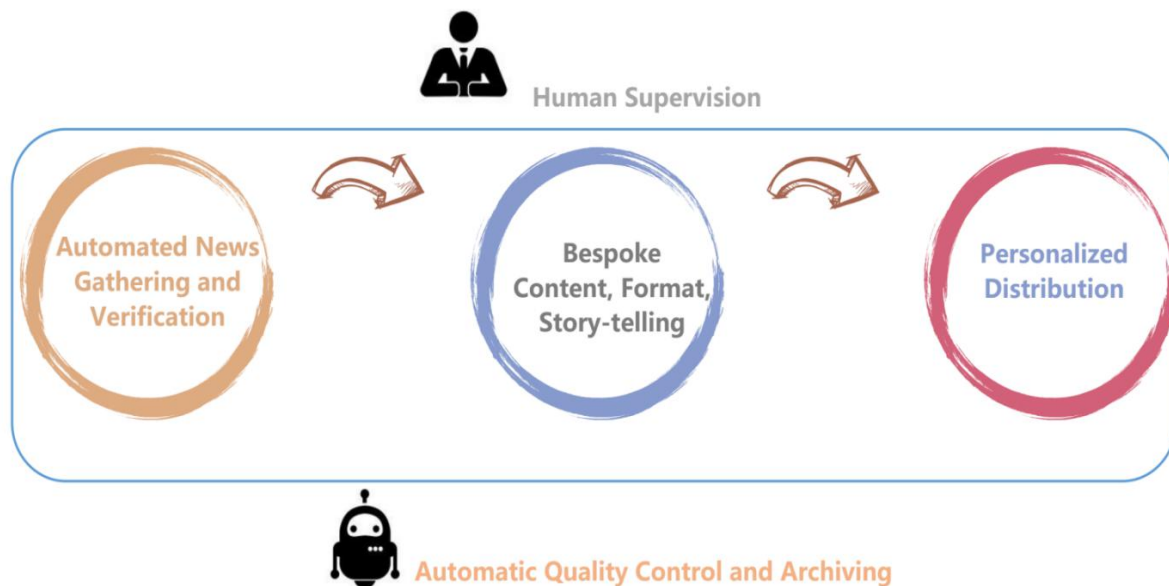 Human Supervision
Automated News
Gathering and
Verification
Bespoke
Content, Format,
Story-telling
Personalized
Distribution
Automatic Quality Control and Archiving